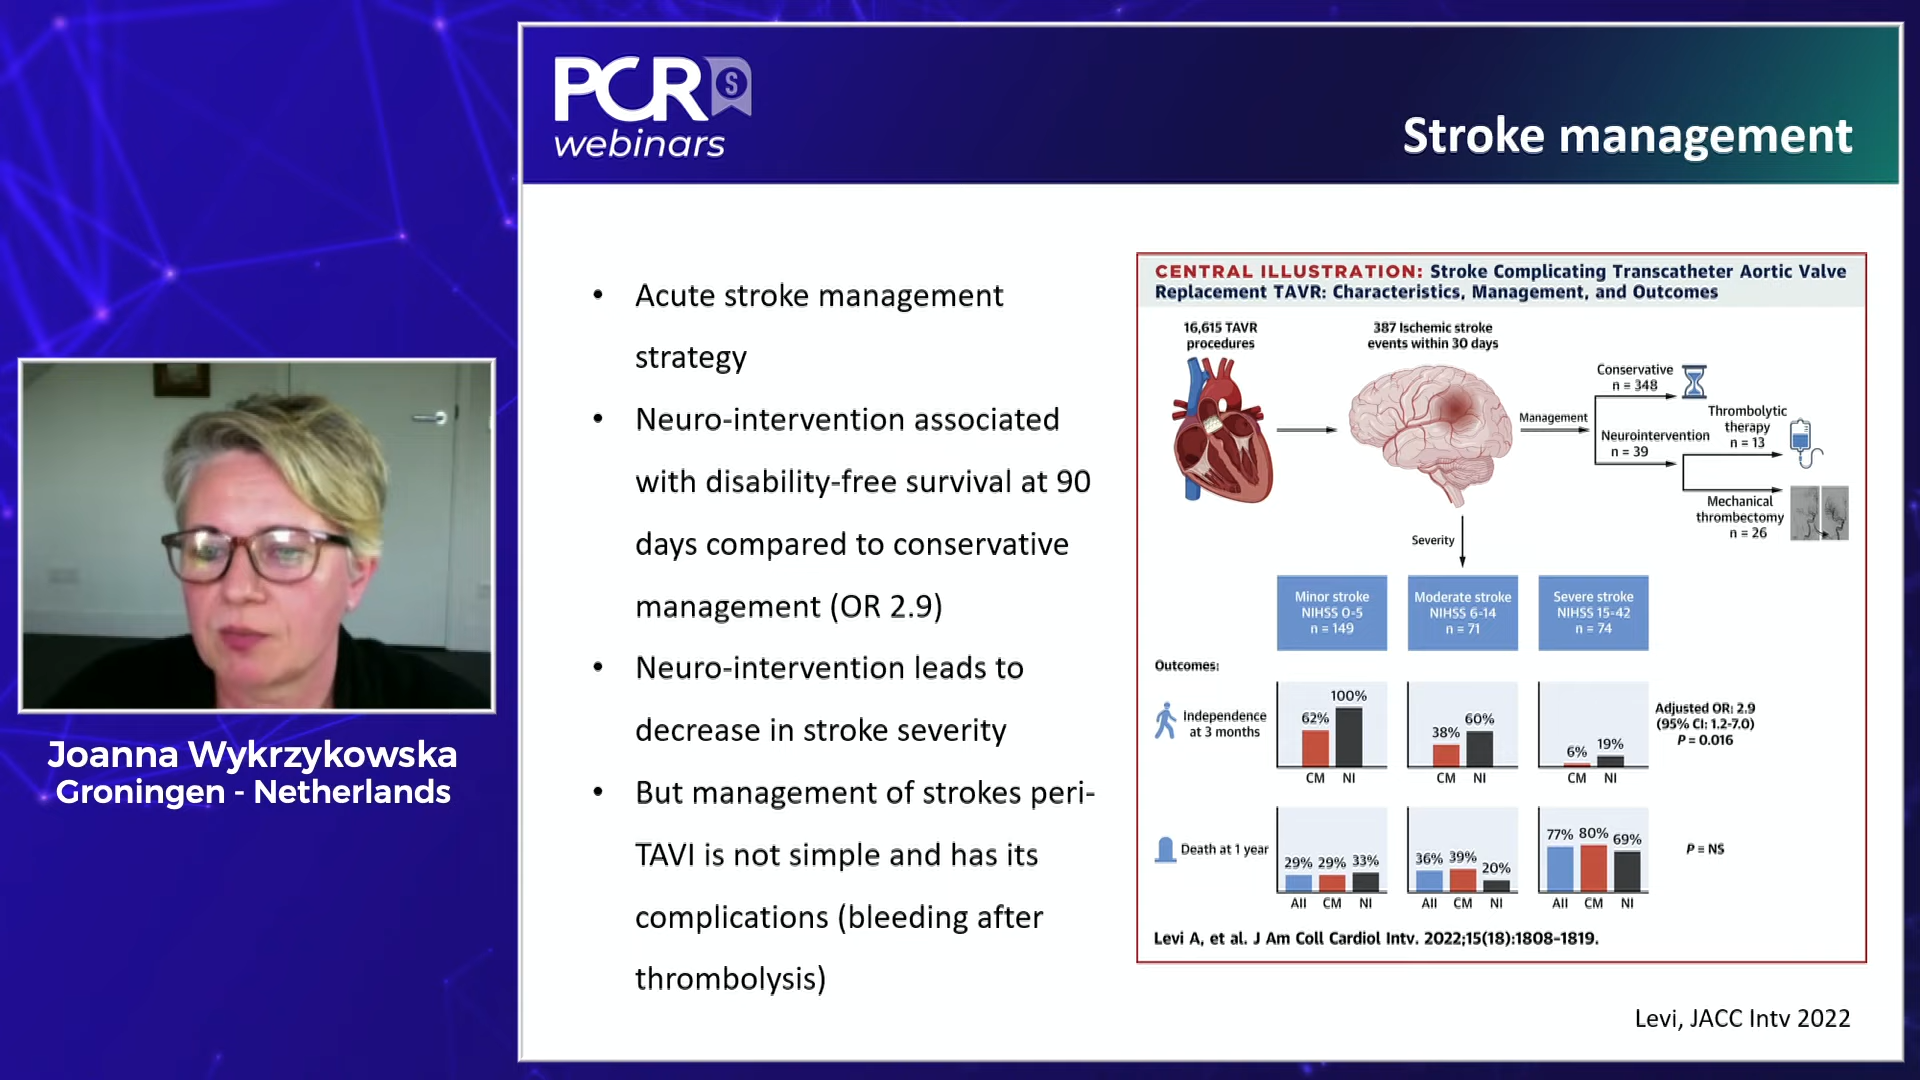 PCR S
webinars
Stroke management
• Acute stroke management
strategy
• Neuro-intervention associated
with disability-free survival at 90
days compared to conservative
management (OR 2.9)
• Neuro-intervention leads to
decrease in stroke severity
• But management of strokes peri-
TAVI is not simple and has its
complications (bleeding after
thrombolysis)
CENTRAL ILLUSTRATION: Stroke Complicating Transcatheter Aortic Valve
Replacement TAVR: Characteristics, Management, and Outcomes
16,615 TAVR
procedures
387 Ischemic stroke
events within 30 days
Management
Conservative
n = 348
Neurointervention
n = 39
Thrombolytic
therapy
n = 13
Mechanical
thrombectomy
n = 26
Severity
Minor stroke
NIHSS 0-5
n = 149
Moderate stroke
NIHSS 6-14
n = 71
Severe stroke
NIHSS 15-42
n = 74
Outcomes:
Independence
at 3 months
62% 100%
CM NI
38% 60%
CM NI
6% 19%
CM NI
Adjusted OR: 2.9
(95% CI: 1.2-7.0)
P = 0.016
Death at 1 year
29% 29% 33%
All CM NI
36% 39% 20%
All CM NI
77% 80% 69%
All CM NI
P = NS
Levi A, et al. J Am Coll Cardiol Intv. 2022;15(18):1808-1819.
Levi, JACC Intv 2022
Joanna Wykrzykowska
Groningen - Netherlands